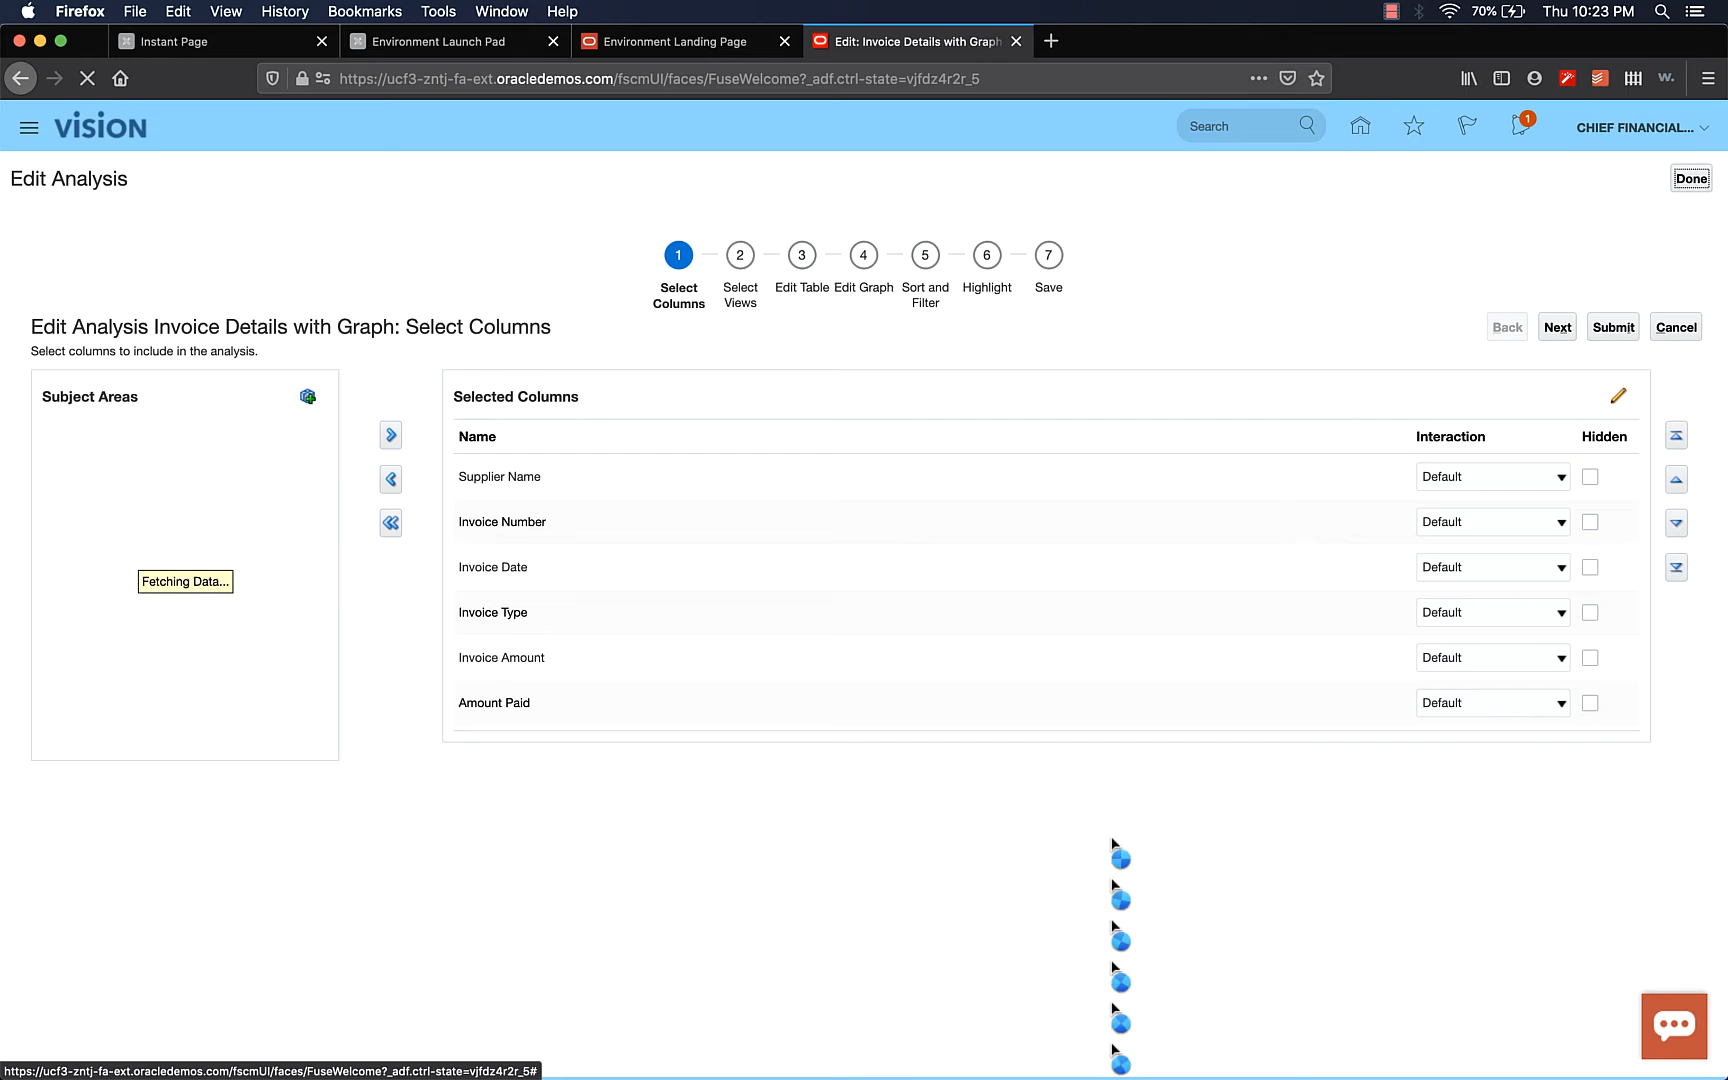 Firefox File Edit View History Bookmarks Tools Window Help 70% Thu 10:23 PM
Instant Page Environment Launch Pad Environment Landing Page Edit: Invoice Details with Graph
https://ucf3-zntj-fa-ext.oracledemos.com/fscmUI/faces/FuseWelcome?_adf.ctrl-state=vjfdz4r2r_5 w.
vision Search 1 CHIEF FINANCIAL...
Edit Analysis Done
1 2 3 4 5 6 7
Select Columns Select Views Edit Table Edit Graph Sort and Filter Highlight Save
Edit Analysis Invoice Details with Graph: Select Columns Back Next Submit Cancel
Select columns to include in the analysis.
Subject Areas Selected Columns
Name Interaction Hidden
Supplier Name Default
Invoice Number Default
Invoice Date Default
Fetching Data...
Invoice Type Default
Invoice Amount Default
Amount Paid Default
https://ucf3-zntj-fa-ext.oracledemos.com/fscmUI/faces/FuseWelcome?_adf.ctrl-state=vjfdz4r2r_5#